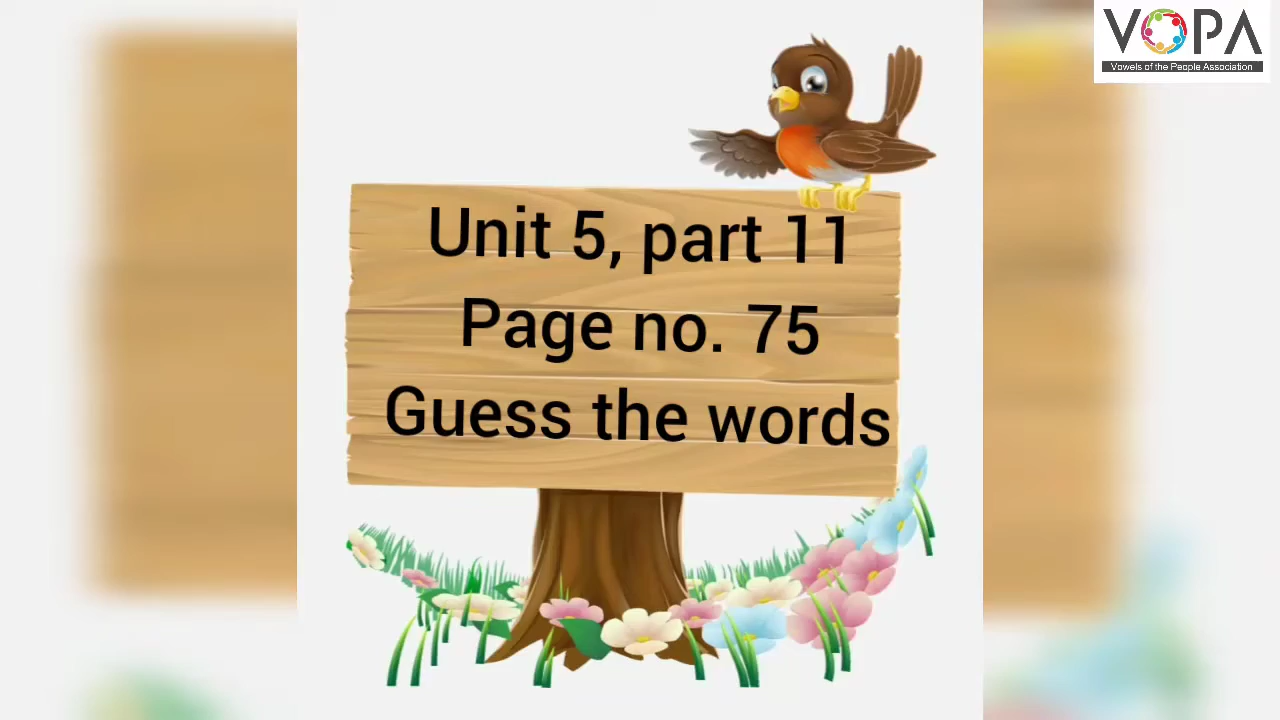 VOPA
Vowels of the People Association
Unit 5, part 11
Page no. 75
Guess the words